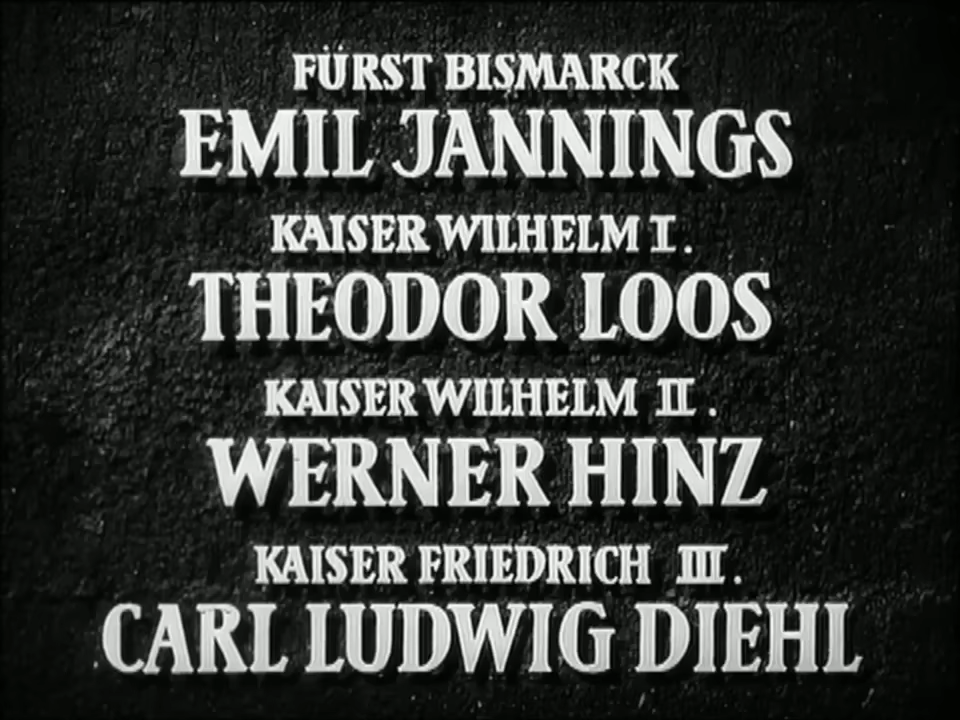 FÜRST BISMARCK
EMIL JANNINGS
KAISER WILHELM I.
THEODOR LOOS
KAISER WILHELM II.
WERNER HINZ
KAISER FRIEDRICH III.
CARL LUDWIG DIEHL